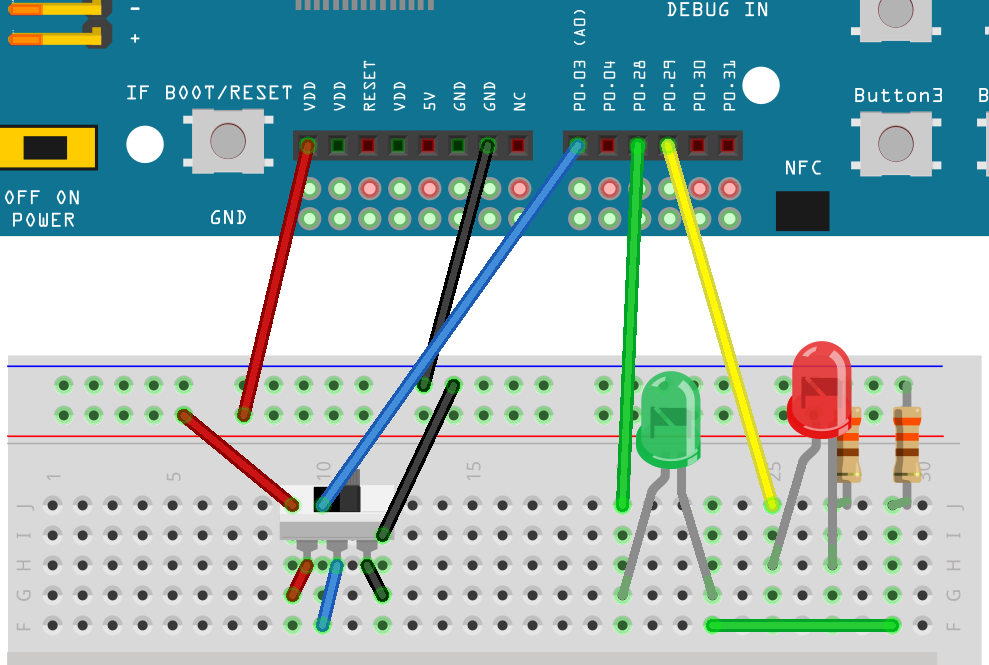 -
DEBUG IN
+
IF BOOT/RESET
VDD
VDD
RESET
VDD
5V
GND
GND
NC
P0.03 (A0)
P0.04
P0.28
P0.29
P0.30
P0.31
Button3
B
OFF ON
POWER
GND
NFC
1
5
10
15
25
30
J
J
I
I
H
H
G
G
F
F